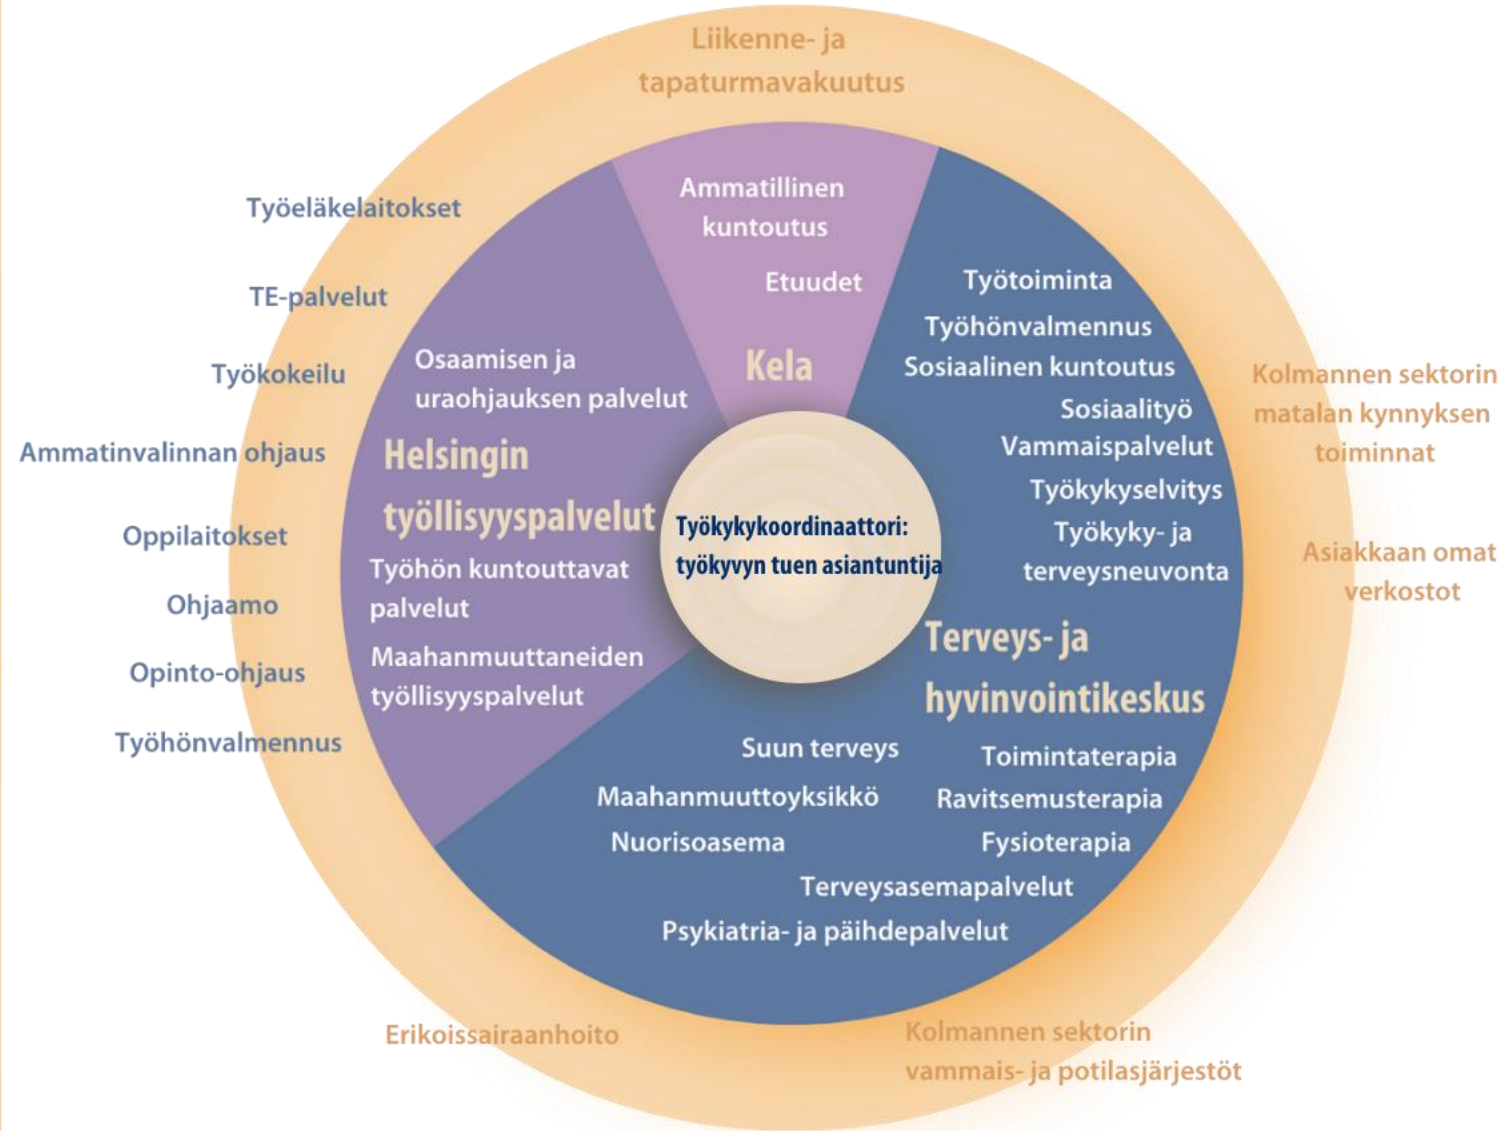 Liikenne- ja
tapaturmavakuutus
Työeläkelaitokset
TE-palvelut
Työkokeilu
Ammatinvalinnan ohjaus
Oppilaitokset
Ohjaamo
Opinto-ohjaus
Työhönvalmennus
Ammatillinen
kuntoutus
Etuudet
Kela
Osaamisen ja
uraohjauksen palvelut
Helsingin
työllisyyspalvelut
Työhön kuntouttavat
palvelut
Maahanmuuttaneiden
työllisyyspalvelut
Työkykykoordinaattori:
työkyvyn tuen asiantuntija
Työtoiminta
Työhönvalmennus
Sosiaalinen kuntoutus
Sosiaalityö
Vammaispalvelut
Työkykyselvitys
Työkyky- ja
terveysneuvonta
Terveys- ja
hyvinvointikeskus
Suun terveys
Toimintaterapia
Maahanmuuttoyksikkö
Ravitsemusterapia
Nuorisoasema
Fysioterapia
Terveysasemapalvelut
Psykiatria- ja päihdepalvelut
Kolmannen sektorin
matalan kynnyksen
toiminnat
Asiakkaan omat
verkostot
Erikoissairaanhoito
Kolmannen sektorin
vammais- ja potilasjärjestöt